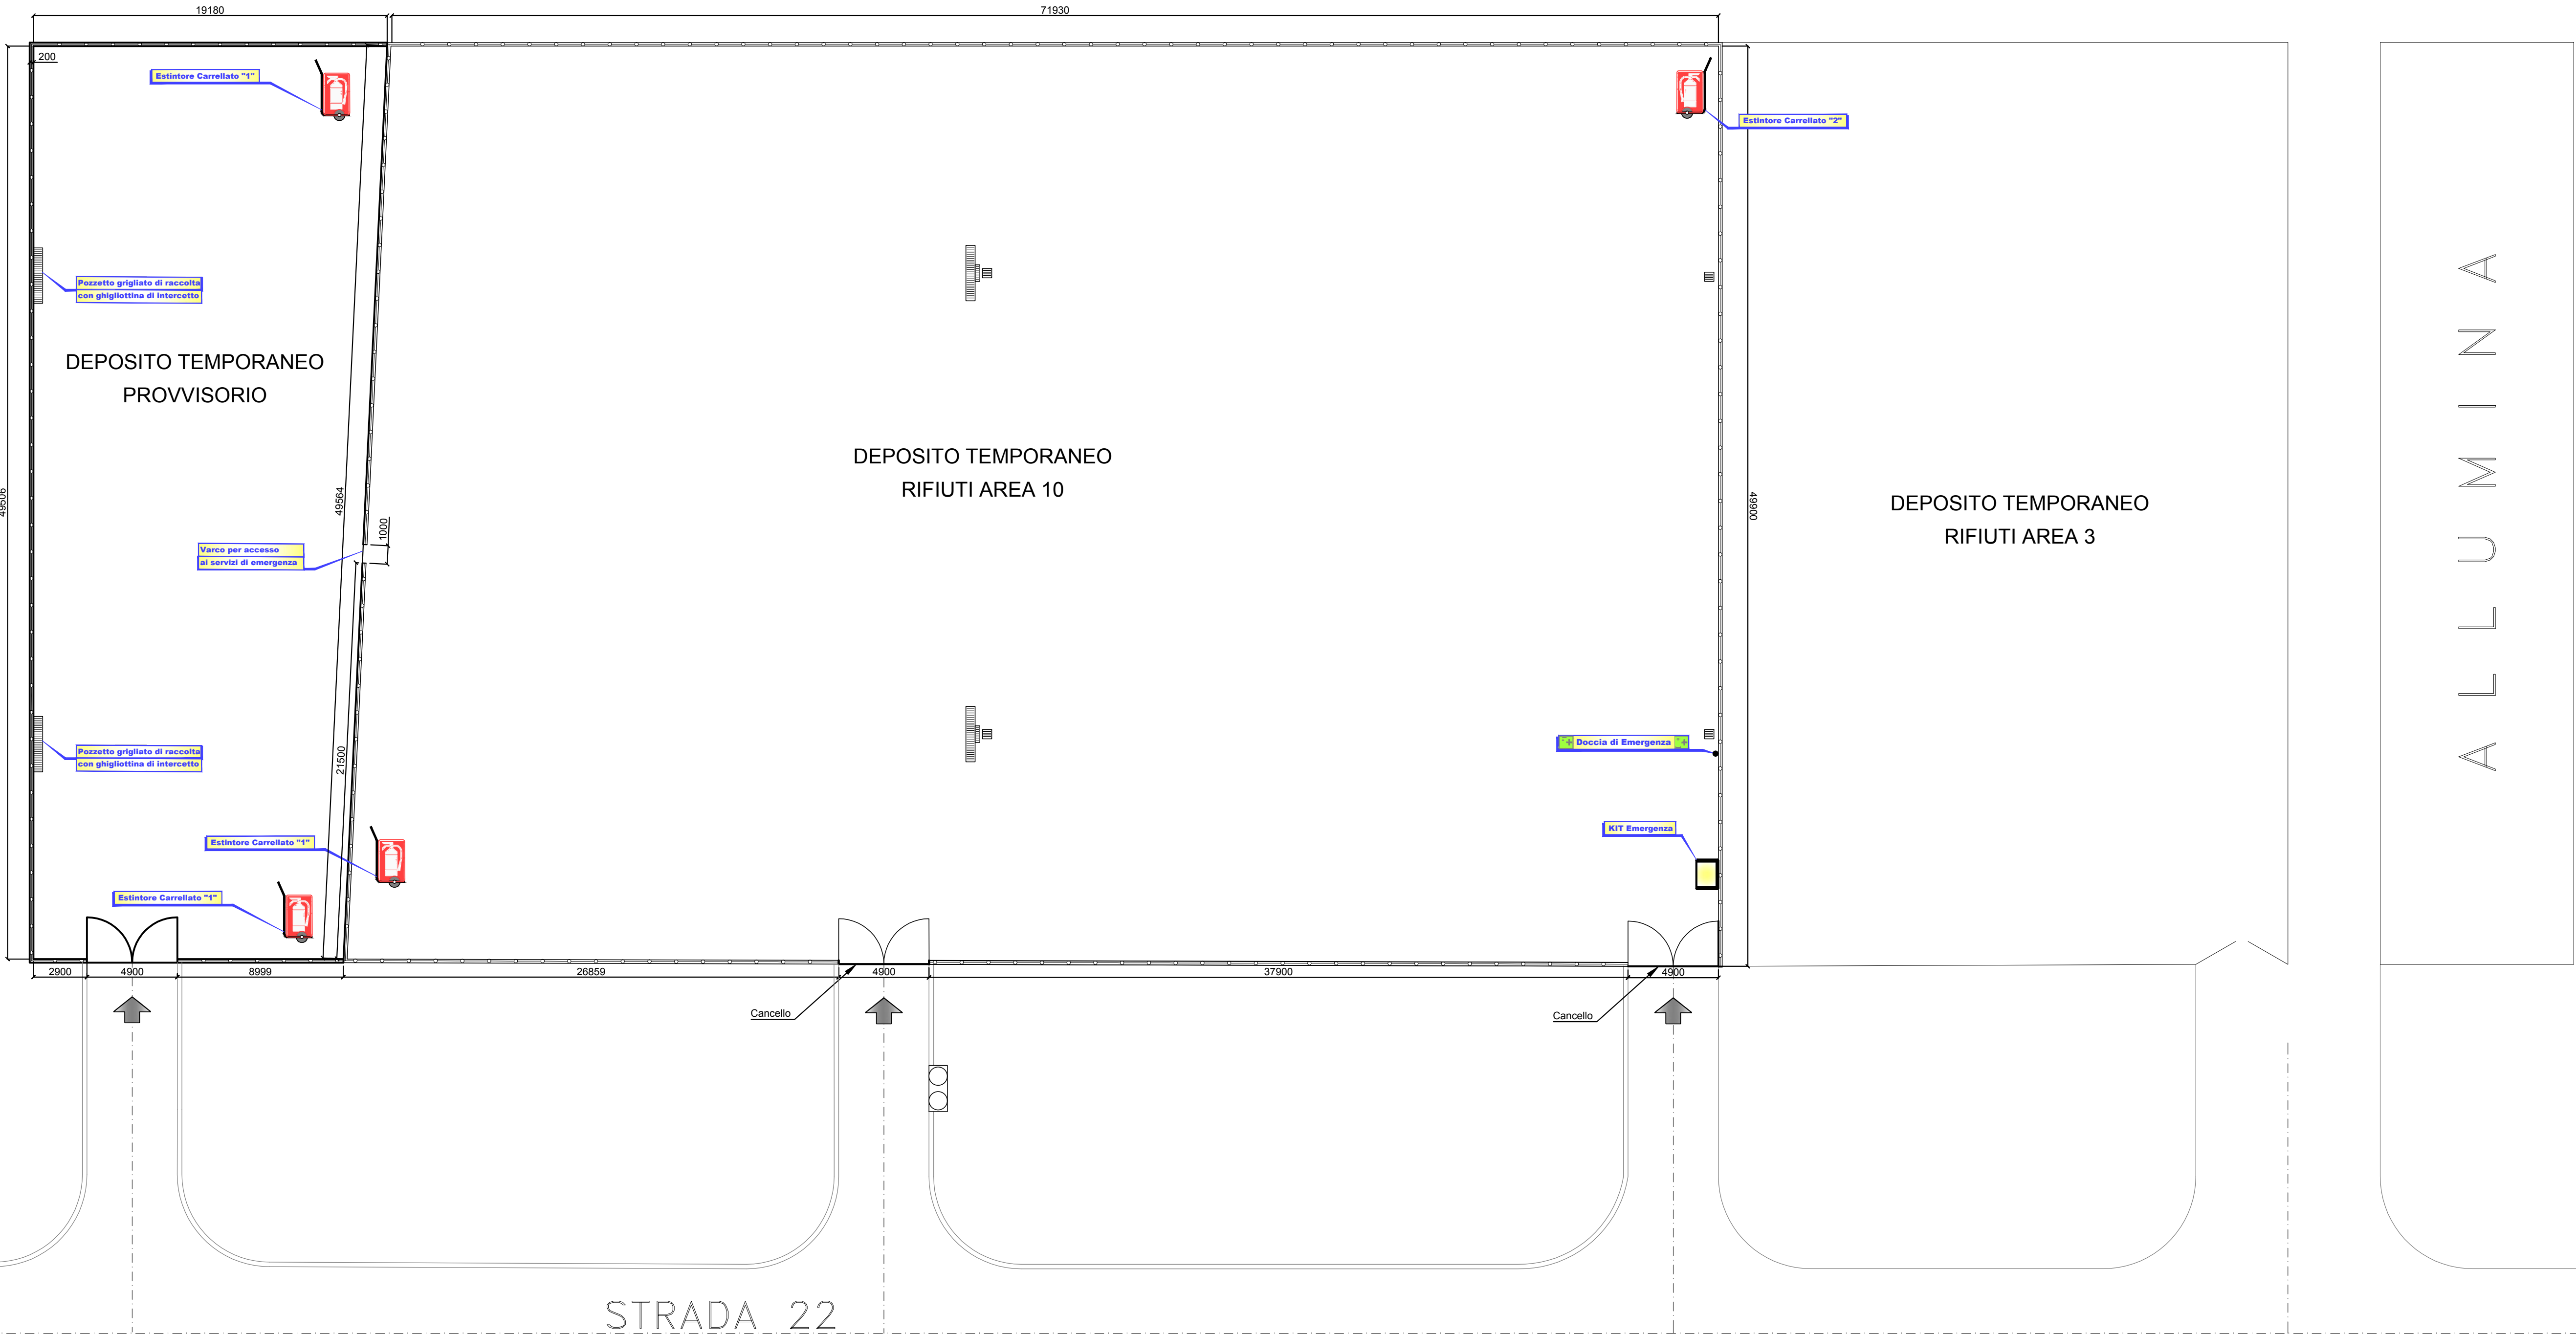 19180
71930
200
Estintore Carrellato "1"
Estintore Carrellato "2"
Pozzetto grigliato di raccolta
con ghigliottina di intercetto
DEPOSITO TEMPORANEO
PROVVISORIO
DEPOSITO TEMPORANEO
RIFIUTI AREA 10
DEPOSITO TEMPORANEO
RIFIUTI AREA 3
ALLUMINA
49506
49564
1000
49900
Varco per accesso
ai servizi di emergenza
21500
Pozzetto grigliato di raccolta
con ghigliottina di intercetto
Doccia di Emergenza
KIT Emergenza
Estintore Carrellato "1"
Estintore Carrellato "1"
2900
4900
8999
26859
4900
37900
4900
Cancello
Cancello
STRADA 22